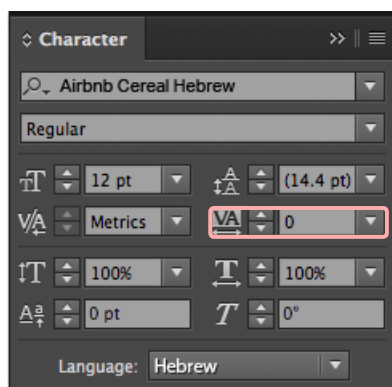 Character
Airbnb Cereal Hebrew
Regular
12 pt (14.4 pt)
Metrics VA 0
100% 100%
0 pt 0°
Language: Hebrew